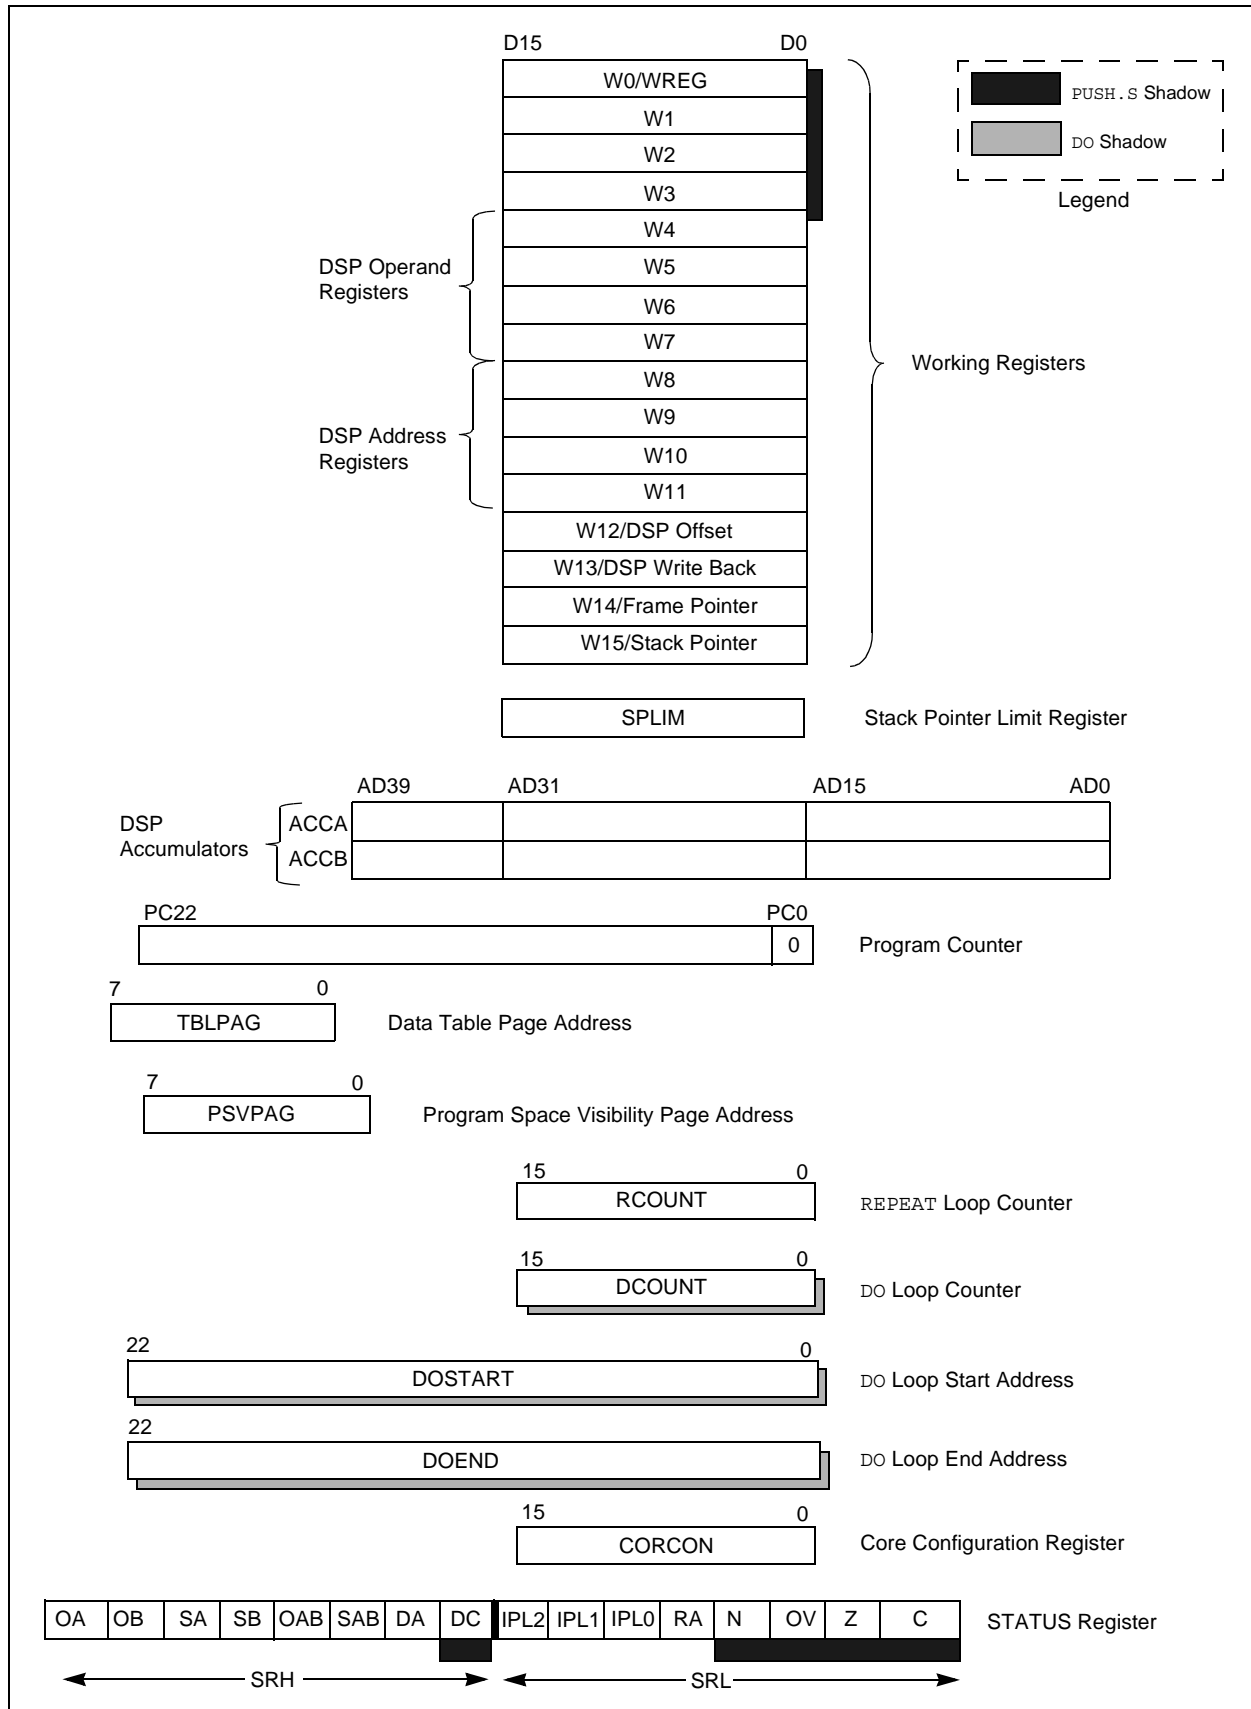 D15 D0
W0/WREG
W1
W2
W3
W4
W5
W6
W7
W8
W9
W10
W11
W12/DSP Offset
W13/DSP Write Back
W14/Frame Pointer
W15/Stack Pointer
PUSH.S Shadow
DO Shadow
Legend
DSP Operand
Registers
DSP Address
Registers
Working Registers
SPLIM Stack Pointer Limit Register
AD39 AD31 AD15 AD0
DSP
Accumulators
ACCA
ACCB
PC22 PC0
0 Program Counter
7 0
TBLPAG Data Table Page Address
7 0
PSVPAG Program Space Visibility Page Address
15 0
RCOUNT REPEAT Loop Counter
15 0
DCOUNT DO Loop Counter
22 0
DOSTART DO Loop Start Address
22
DOEND DO Loop End Address
15 0
CORCON Core Configuration Register
OA OB SA SB OAB SAB DA DC IPL2 IPL1 IPL0 RA N OV Z C STATUS Register
SRH SRL